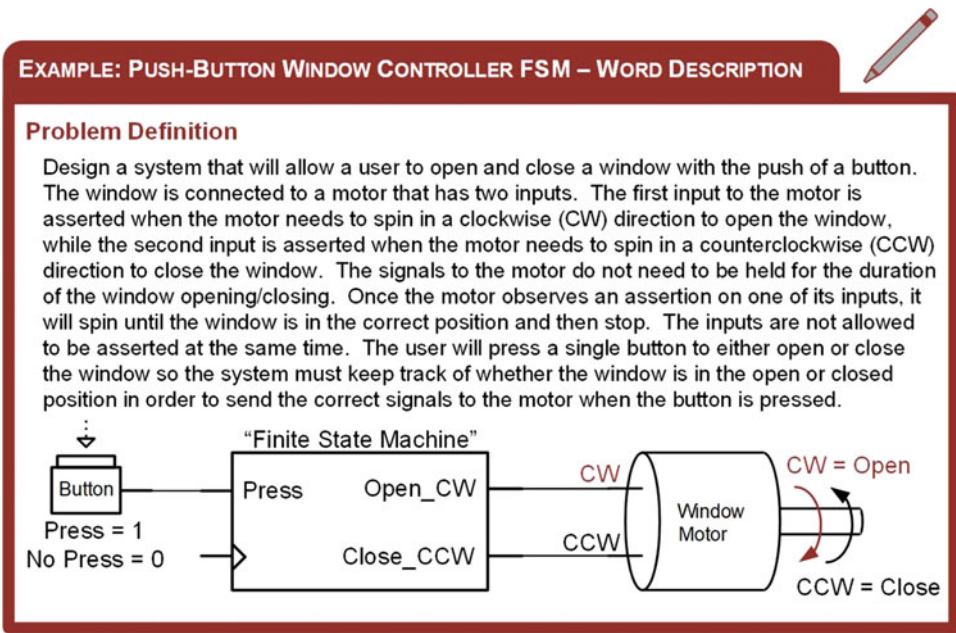 EXAMPLE: PUSH-BUTTON WINDOW CONTROLLER FSM – WORD DESCRIPTION
Problem Definition
Design a system that will allow a user to open and close a window with the push of a button.
The window is connected to a motor that has two inputs. The first input to the motor is
asserted when the motor needs to spin in a clockwise (CW) direction to open the window,
while the second input is asserted when the motor needs to spin in a counterclockwise (CCW)
direction to close the window. The signals to the motor do not need to be held for the duration
of the window opening/closing. Once the motor observes an assertion on one of its inputs, it
will spin until the window is in the correct position and then stop. The inputs are not allowed
to be asserted at the same time. The user will press a single button to either open or close
the window so the system must keep track of whether the window is in the open or closed
position in order to send the correct signals to the motor when the button is pressed.
“Finite State Machine”
Button
Press = 1
No Press = 0
Press
Open_CW
Close_CCW
CW
CCW
Window
Motor
CW = Open
CCW = Close